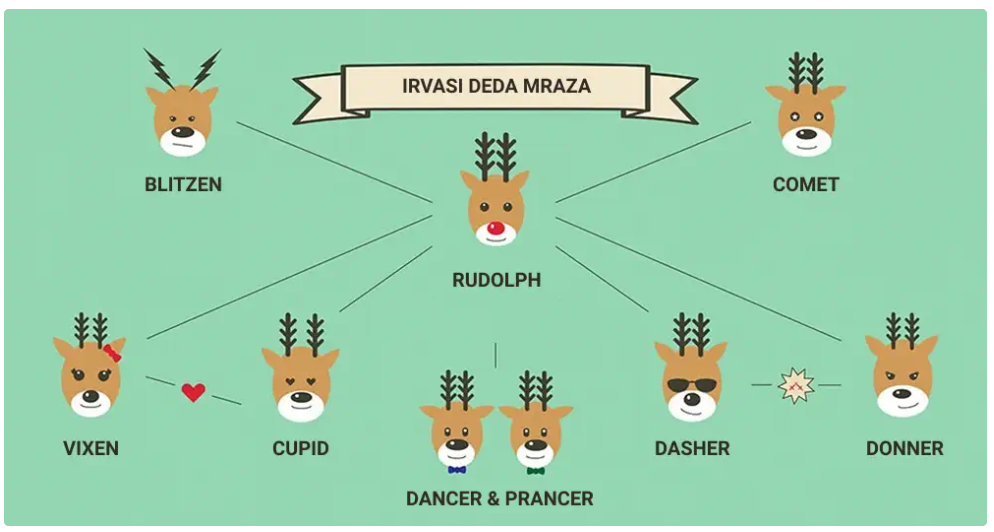 IRVASI DEDA MRAZA
BLITZEN
COMET
RUDOLPH
VIXEN
CUPID
DASHER
DONNER
DANCER & PRANCER